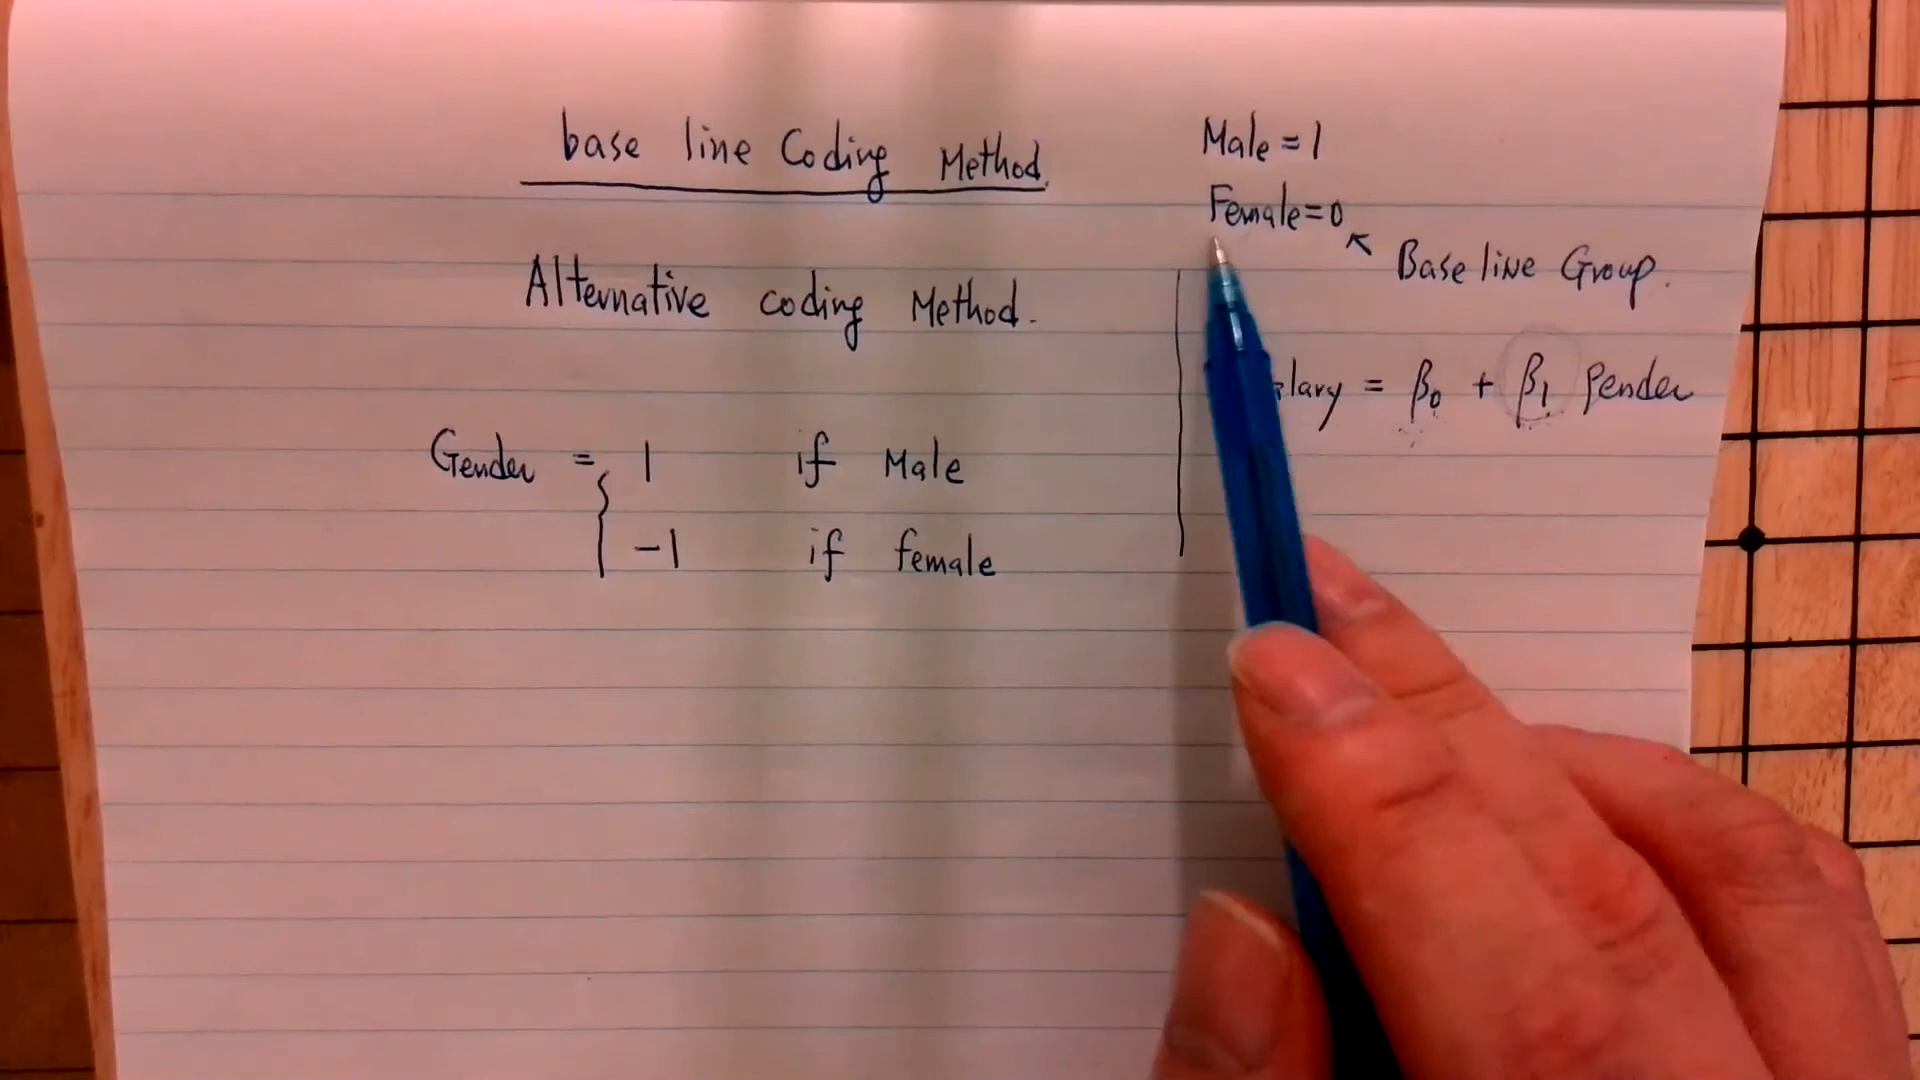 base line Coding Method.
Male = 1
Female = 0
Base line Group.
Alternative coding Method.
= β0 + β1 Gender
Gender = 1 if Male
-1 if female